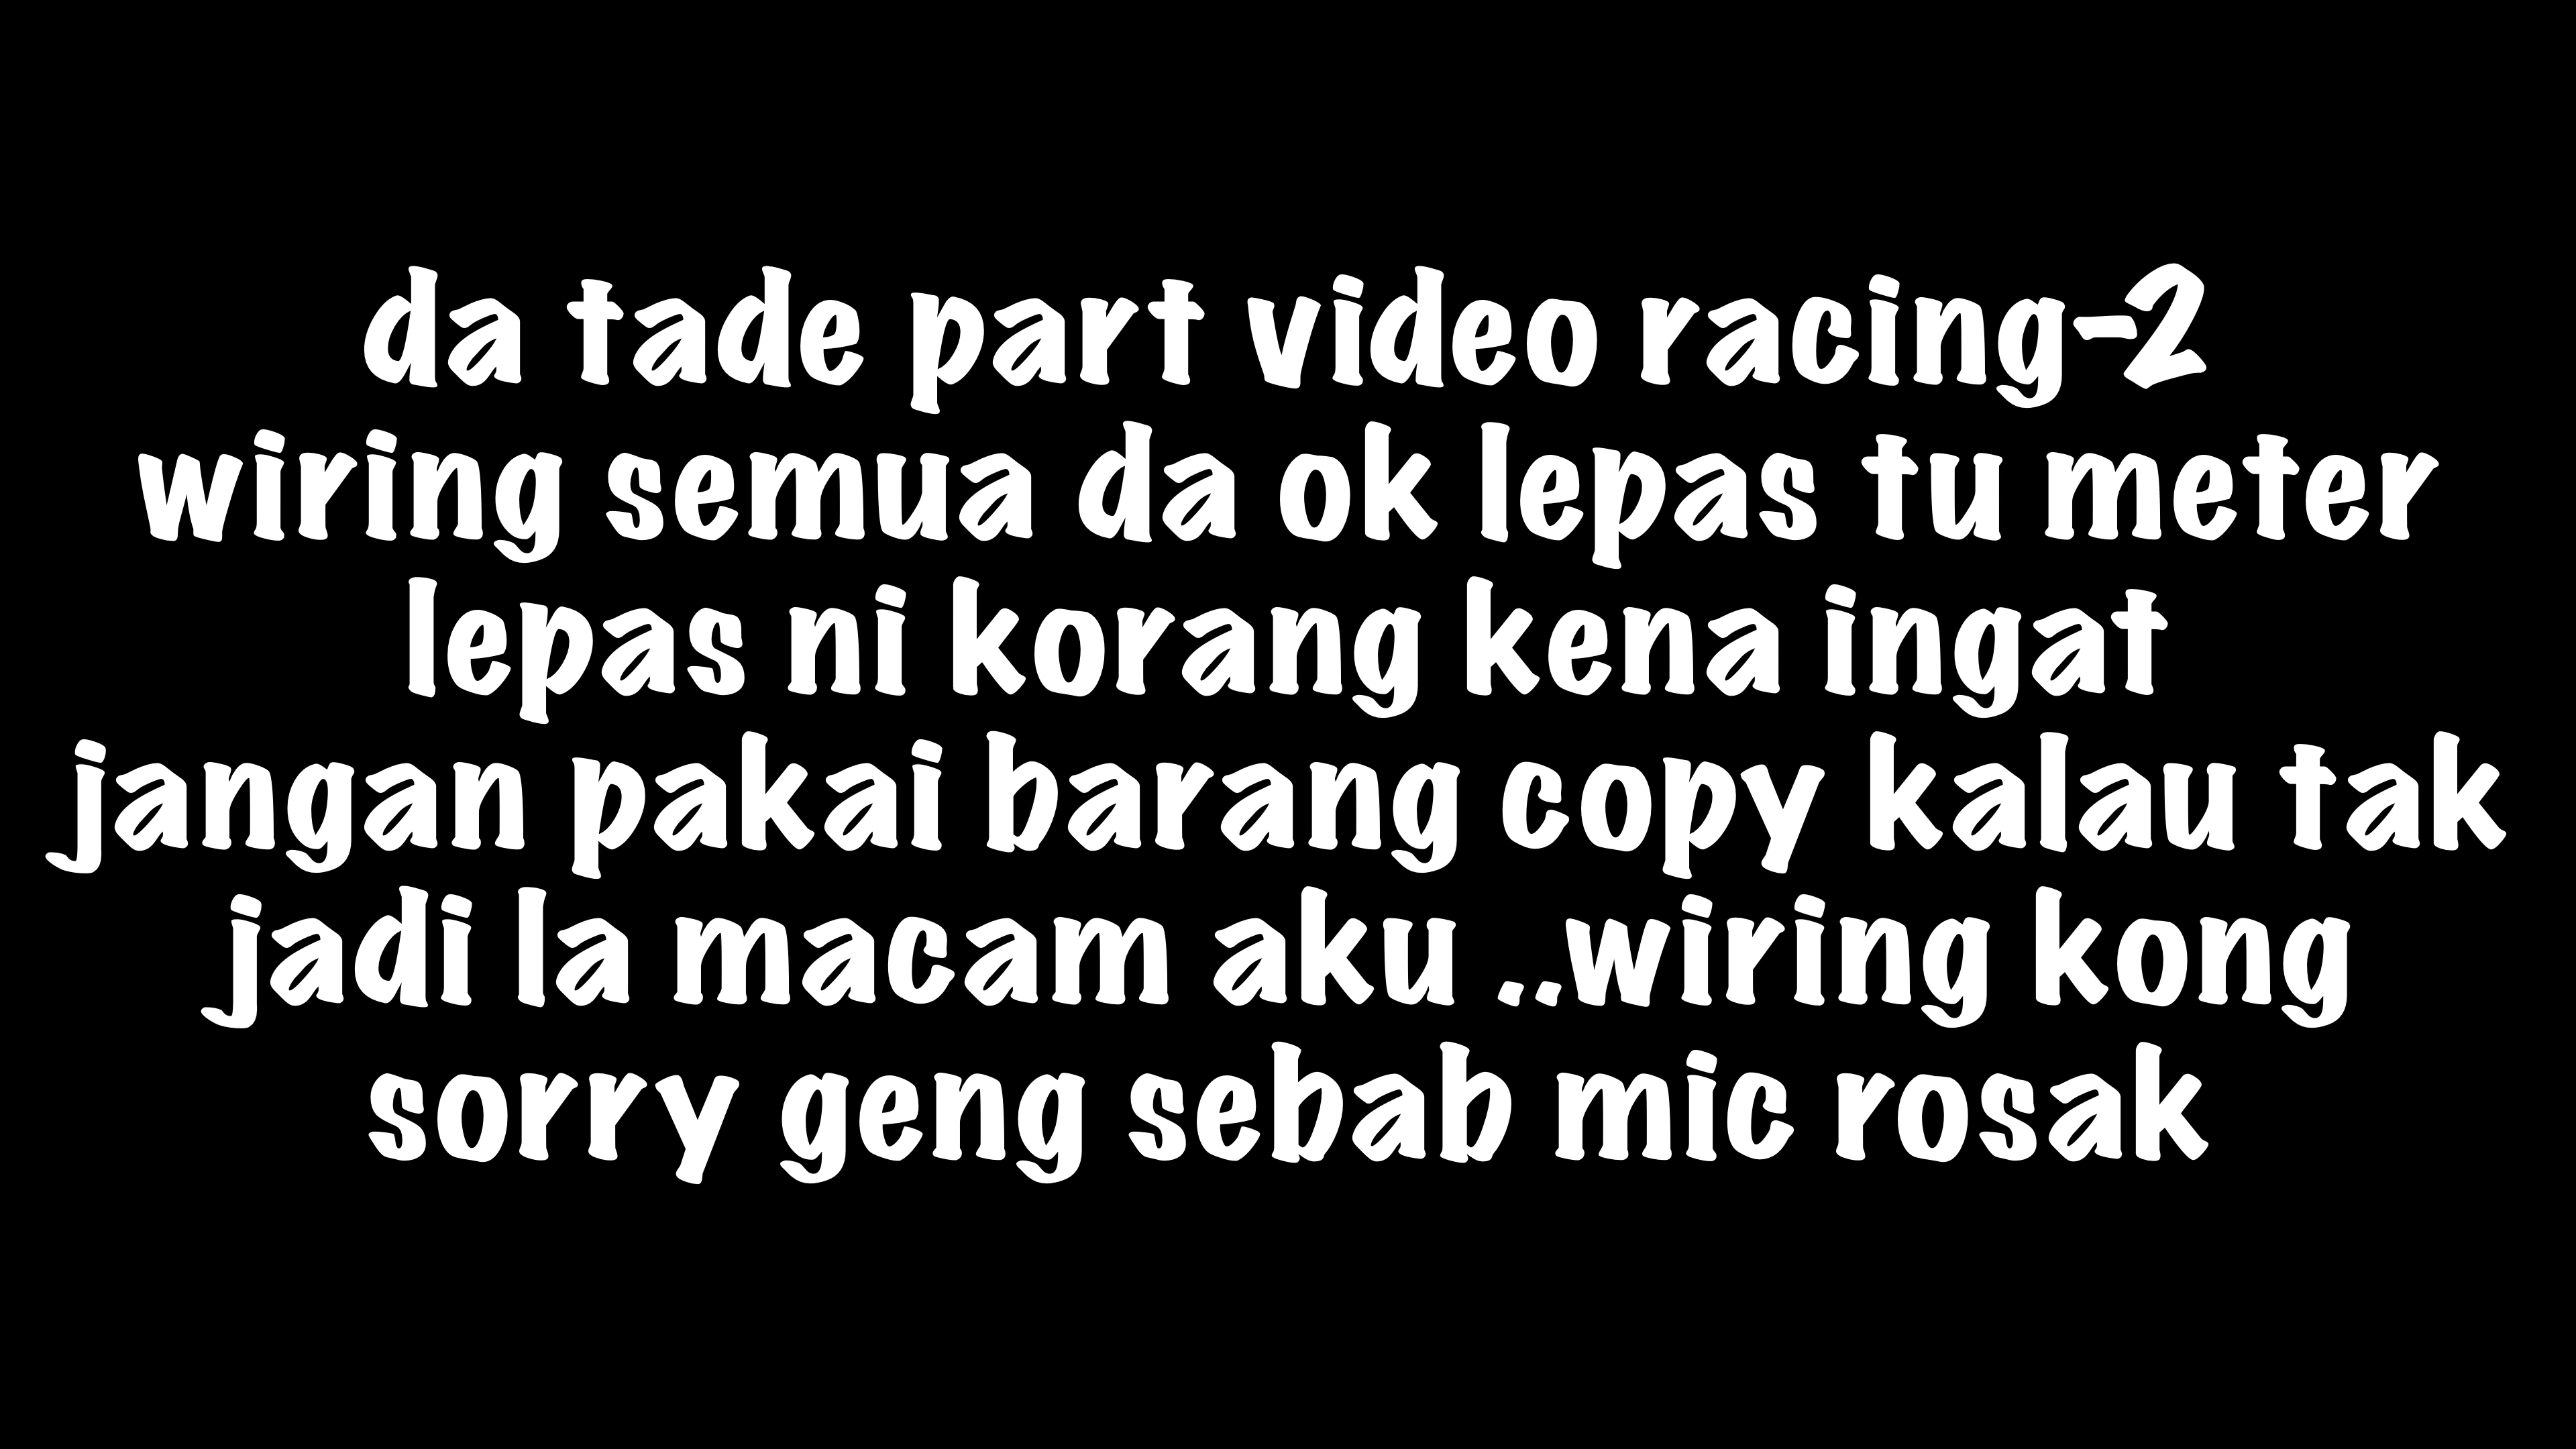 da tade part video racing-2
wiring semua da ok lepas tu meter
lepas ni korang kena ingat
jangan pakai barang copy kalau tak
jadi la macam aku ..wiring kong
sorry geng sebab mic rosak